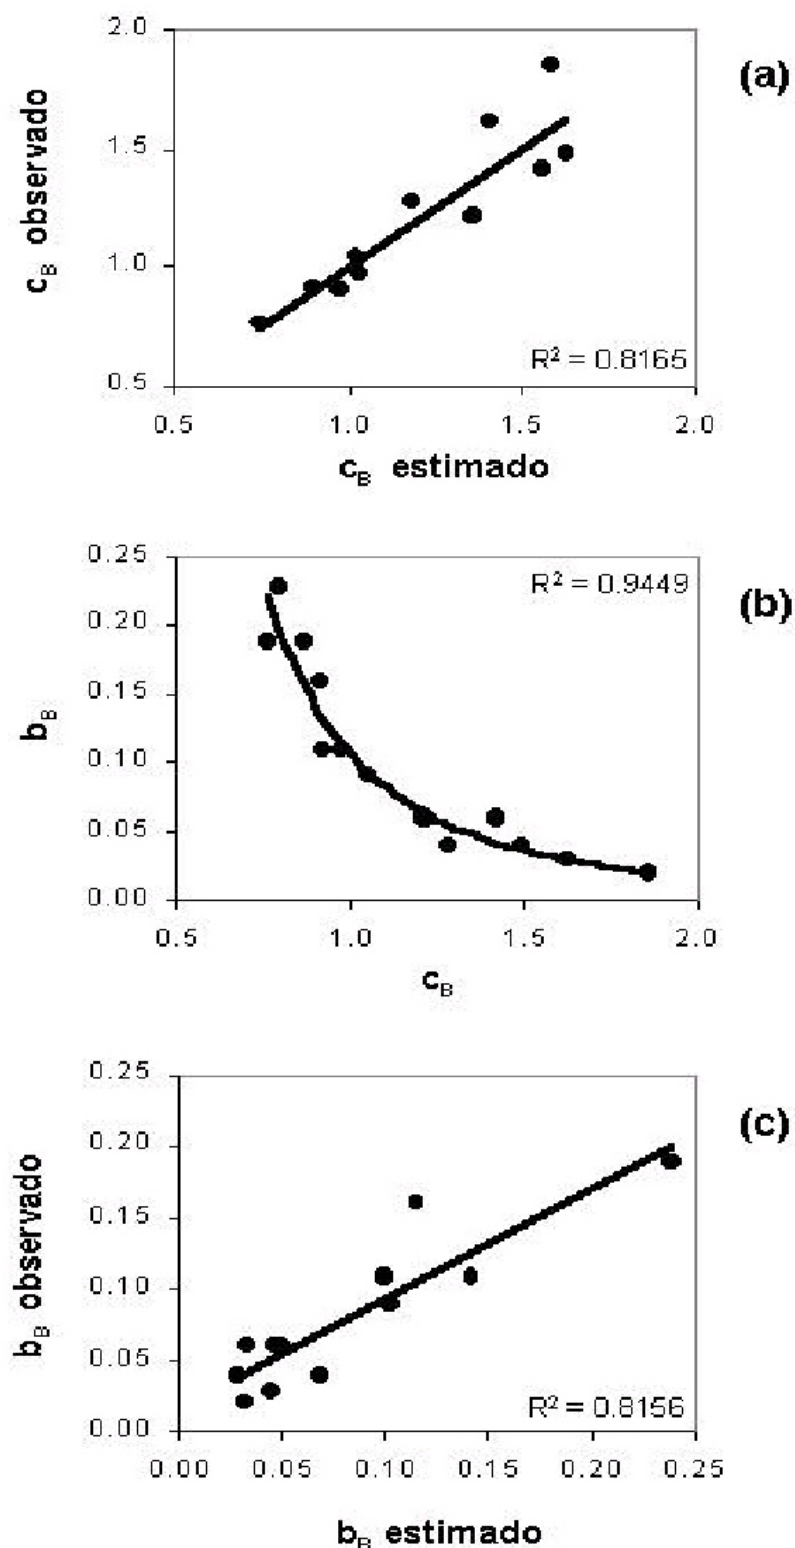 (a)
c_B observado
2.0
1.5
1.0
0.5
R² = 0.8165
0.5 1.0 1.5 2.0
c_B estimado
(b)
b_B
0.25
0.20
0.15
0.10
0.05
0.00
R² = 0.9449
0.5 1.0 1.5 2.0
c_B
(c)
b_B observado
0.25
0.20
0.15
0.10
0.05
0.00
R² = 0.8156
0.00 0.05 0.10 0.15 0.20 0.25
b_B estimado